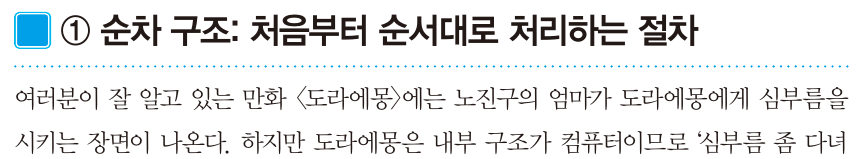 ① 순차 구조: 처음부터 순서대로 처리하는 절차
여러분이 잘 알고 있는 만화 〈도라에몽〉에는 노진구의 엄마가 도라에몽에게 심부름을
시키는 장면이 나온다. 하지만 도라에몽은 내부 구조가 컴퓨터이므로 ‘심부름 좀 다녀